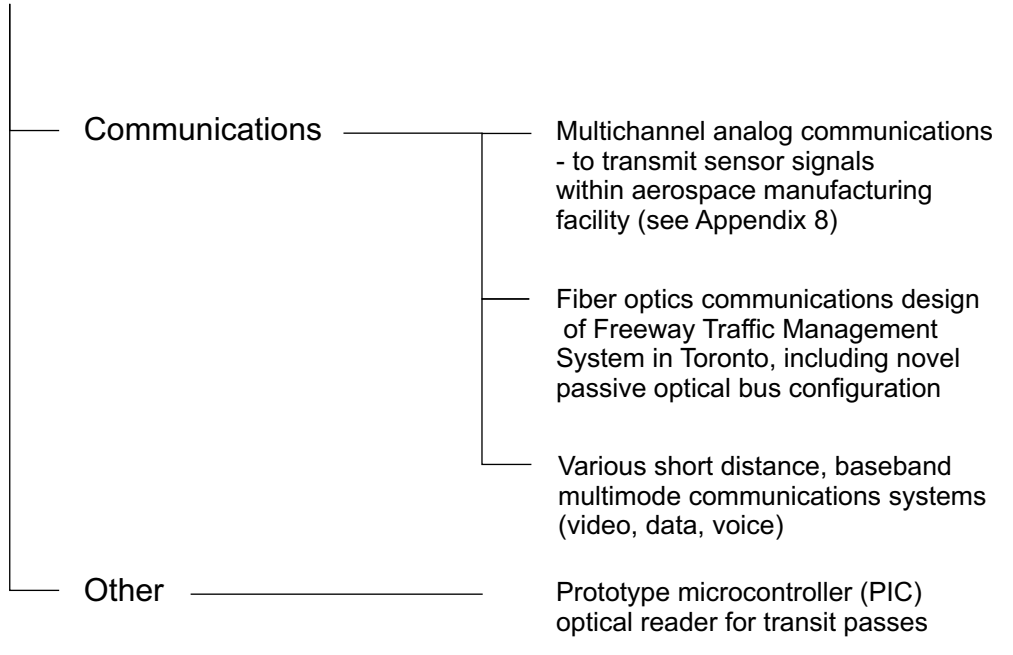 Communications
Multichannel analog communications
- to transmit sensor signals
within aerospace manufacturing
facility (see Appendix 8)
Fiber optics communications design
of Freeway Traffic Management
System in Toronto, including novel
passive optical bus configuration
Various short distance, baseband
multimode communications systems
(video, data, voice)
Other
Prototype microcontroller (PIC)
optical reader for transit passes